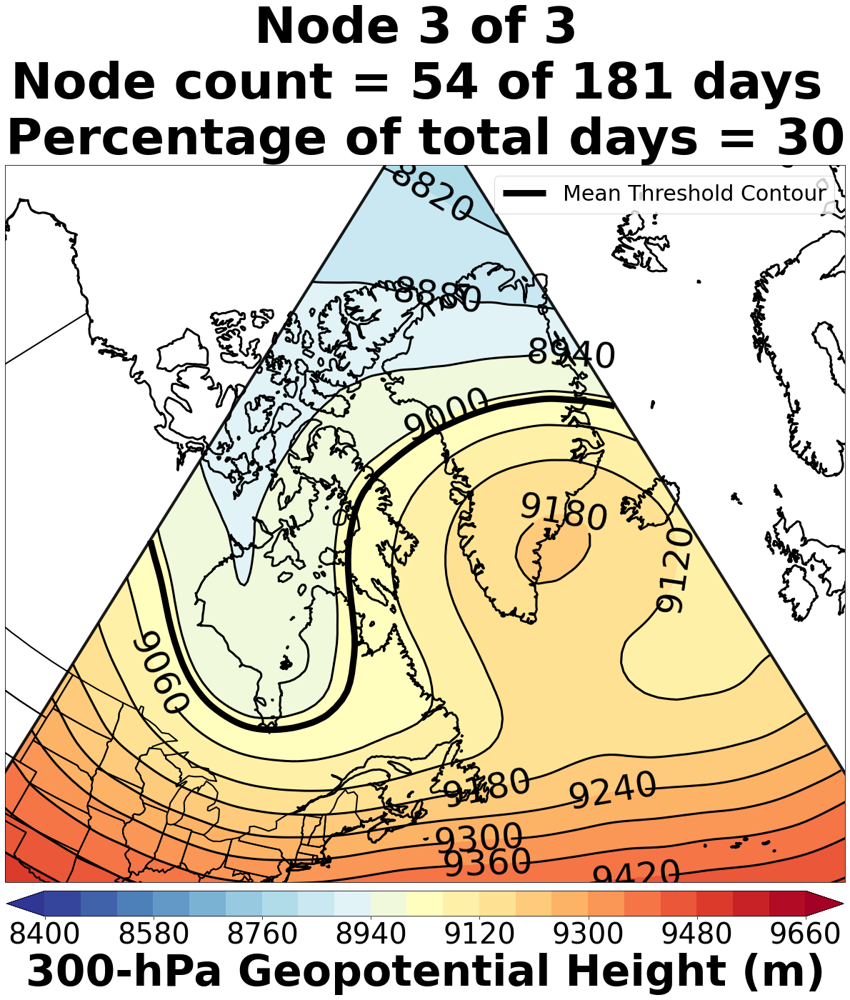 Node 3 of 3
Node count = 54 of 181 days
Percentage of total days = 30
Mean Threshold Contour
8820
8880
8940
9000
9180
9120
9060
9180
9240
9300
9360
9420
8400 8580 8760 8940 9120 9300 9480 9660
300-hPa Geopotential Height (m)